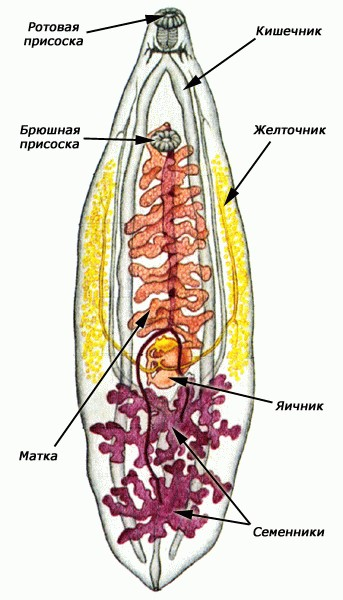 Ротовая
присоска
Кишечник
Брюшная
присоска
Желточник
Яичник
Матка
Семенники